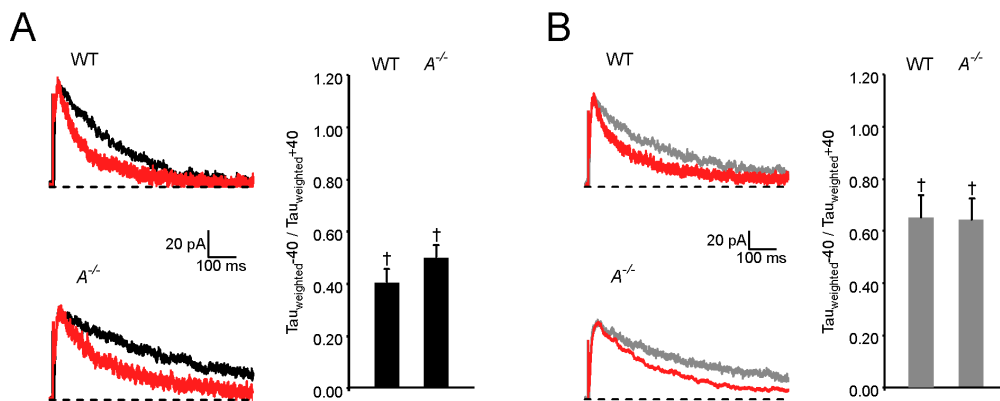 A
WT
20 pA
100 ms
A-/-
WT A-/-
1.20
1.00
0.80
0.60
0.40
0.20
0.00
Tauweighted-40 / Tauweighted+40
† †
B
WT
20 pA
100 ms
A-/-
WT A-/-
1.20
1.00
0.80
0.60
0.40
0.20
0.00
Tauweighted-40 / Tauweighted+40
† †